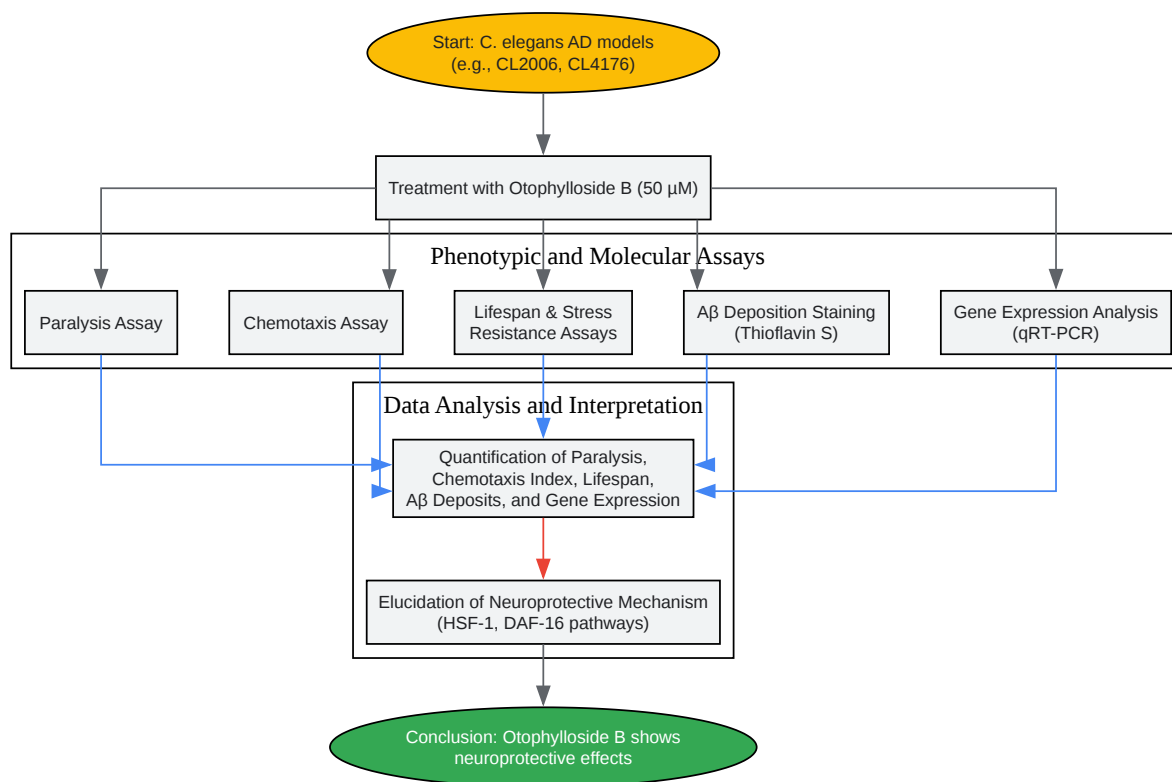 Start: C. elegans AD models
(e.g., CL2006, CL4176)
Treatment with Otophylloside B (50 µM)
Phenotypic and Molecular Assays
Paralysis Assay
Chemotaxis Assay
Lifespan & Stress
Resistance Assays
Aβ Deposition Staining
(Thioflavin S)
Gene Expression Analysis
(qRT-PCR)
Data Analysis and Interpretation
Quantification of Paralysis,
Chemotaxis Index, Lifespan,
Aβ Deposits, and Gene Expression
Elucidation of Neuroprotective Mechanism
(HSF-1, DAF-16 pathways)
Conclusion: Otophylloside B shows
neuroprotective effects